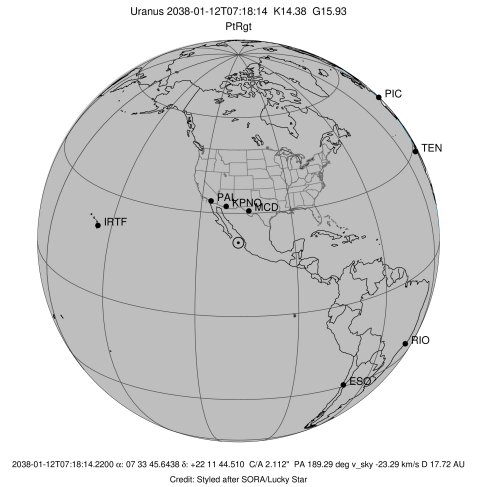 Uranus 2038-01-12T07:18:14 K14.38 G15.93
PtRgt
PIC
TEN
PAL
KPNO
MCD
IRTF
RIO
ESO
2038-01-12T07:18:14.2200 α: 07 33 45.6438 δ: +22 11 44.510 C/A 2.112" PA 189.29 deg v_sky -23.29 km/s D 17.72 AU
Credit: Styled after SORA/Lucky Star